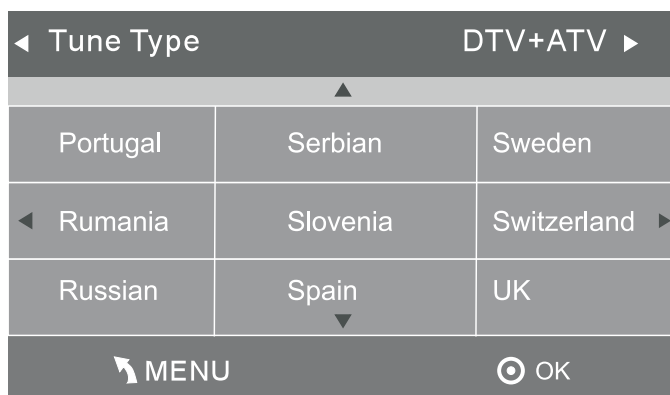 Tune Type DTV+ATV
Portugal Serbian Sweden
Rumania Slovenia Switzerland
Russian Spain UK
MENU OK